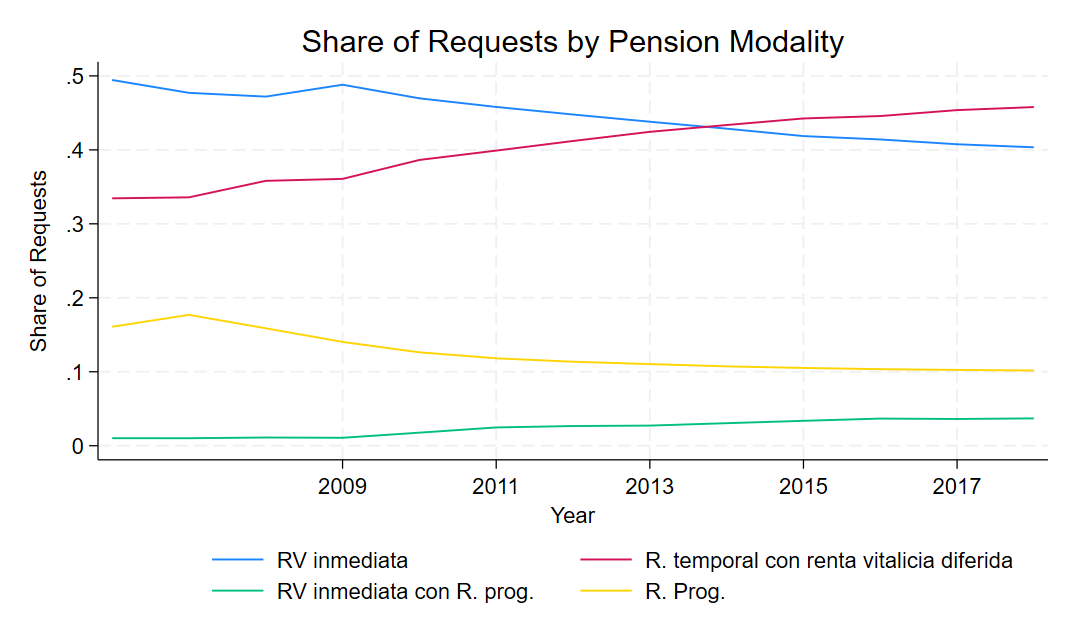 Share of Requests by Pension Modality
Share of Requests
.5
.4
.3
.2
.1
0
2009 2011 2013 2015 2017
Year
RV inmediata R. temporal con renta vitalicia diferida
RV inmediata con R. prog. R. Prog.